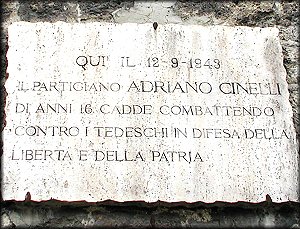 QUI IL 12-9-1943
IL PARTIGIANO ADRIANO CINELLI
DI ANNI 16 CADDE COMBATTENDO
CONTRO I TEDESCHI IN DIFESA DELLA
LIBERTA E DELLA PATRIA